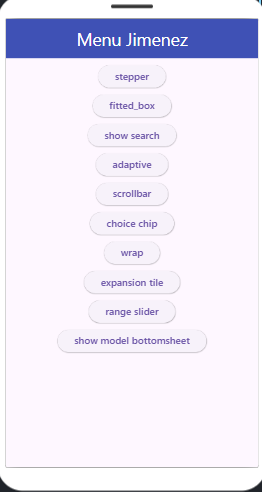 Menu Jimenez
stepper
fitted_box
show search
adaptive
scrollbar
choice chip
wrap
expansion tile
range slider
show model bottomsheet